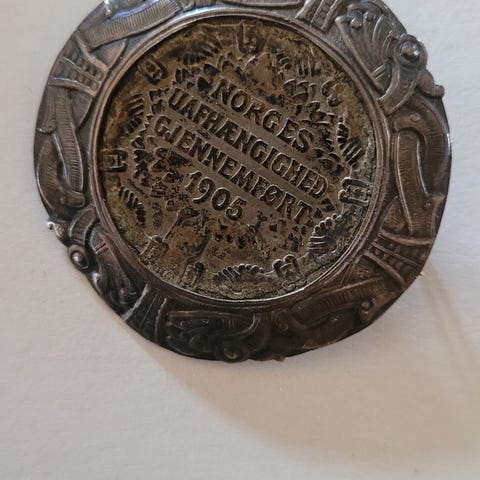 NORGES
UAFHÆNGIGHED
GJENNEMFØRT
1905